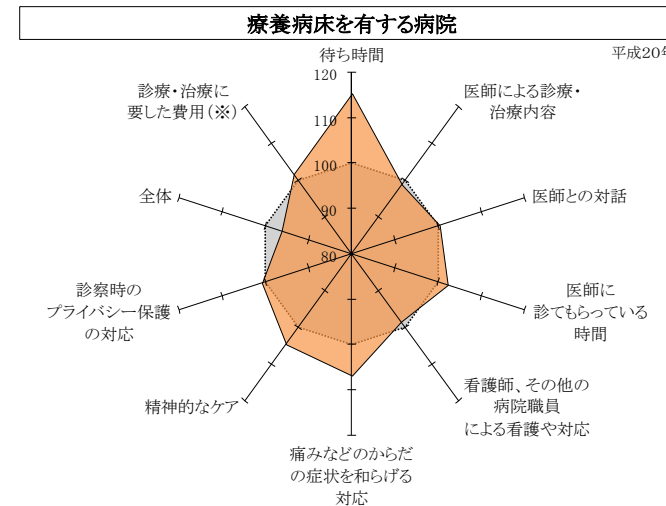 療養病床を有する病院
平成20年
待ち時間
医師による診療・
治療内容
医師との対話
医師に
診てもらっている
時間
看護師、その他の
病院職員
による看護や対応
痛みなどのからだ
の症状を和らげる
対応
精神的なケア
診察時の
プライバシー保護
の対応
全体
診療・治療に
要した費用(※)
120
110
100
90
80